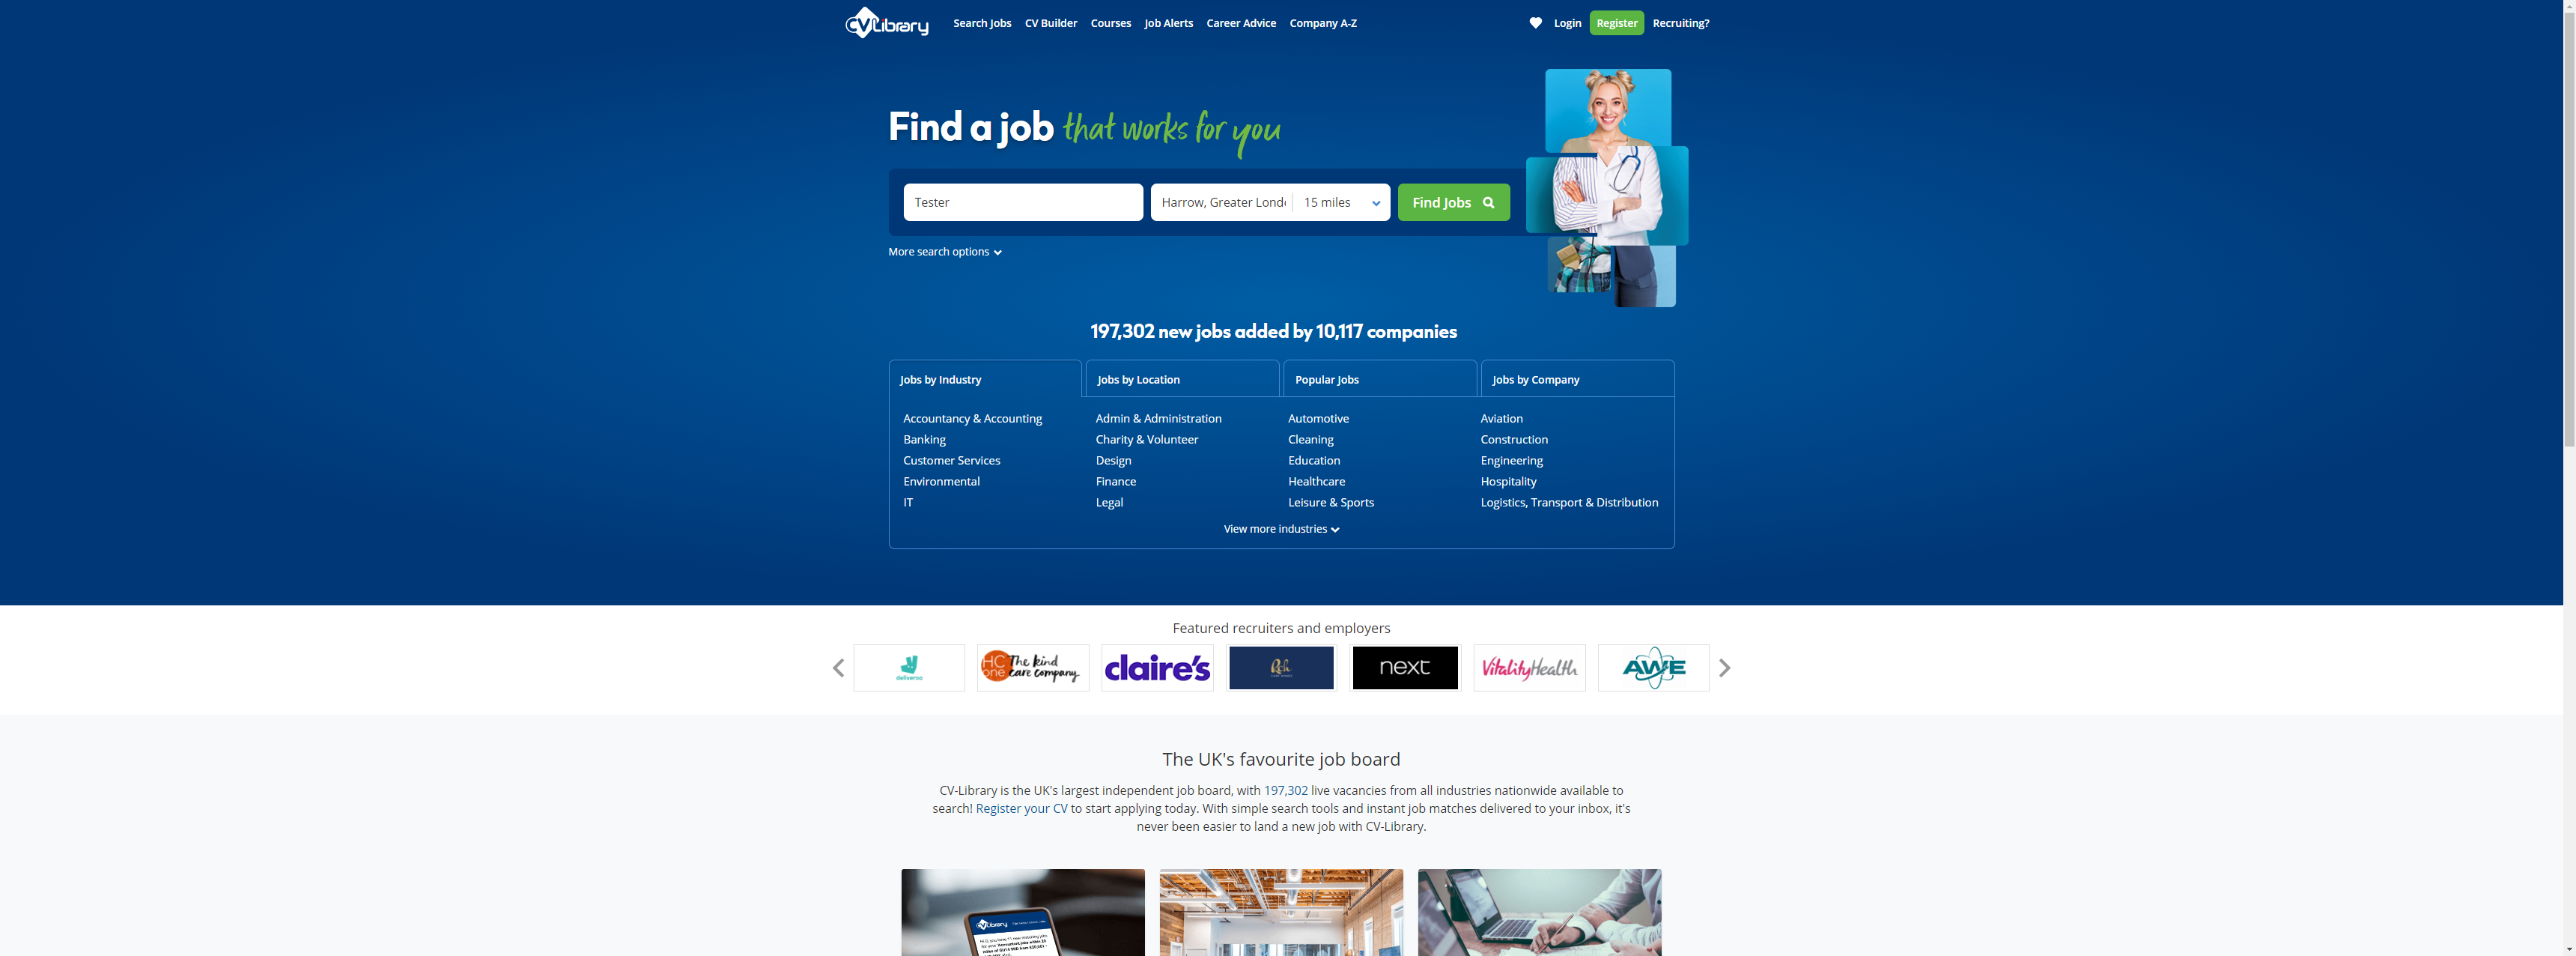 CVLibrary
Search Jobs CV Builder Courses Job Alerts Career Advice Company A-Z
Login Register Recruiting?
Find a job that works for you
Tester
Harrow, Greater Lond
15 miles
Find Jobs
More search options
197,302 new jobs added by 10,117 companies
Jobs by Industry Jobs by Location Popular Jobs Jobs by Company
Accountancy & Accounting Admin & Administration Automotive Aviation
Banking Charity & Volunteer Cleaning Construction
Customer Services Design Education Engineering
Environmental Finance Healthcare Hospitality
IT Legal Leisure & Sports Logistics, Transport & Distribution
View more industries
Featured recruiters and employers
deliveroo
HC One The kind care company
claire's
next
VitalityHealth
AWE
The UK's favourite job board
CV-Library is the UK's largest independent job board, with 197,302 live vacancies from all industries nationwide available to
search! Register your CV to start applying today. With simple search tools and instant job matches delivered to your inbox, it's
never been easier to land a new job with CV-Library.
CVLibrary